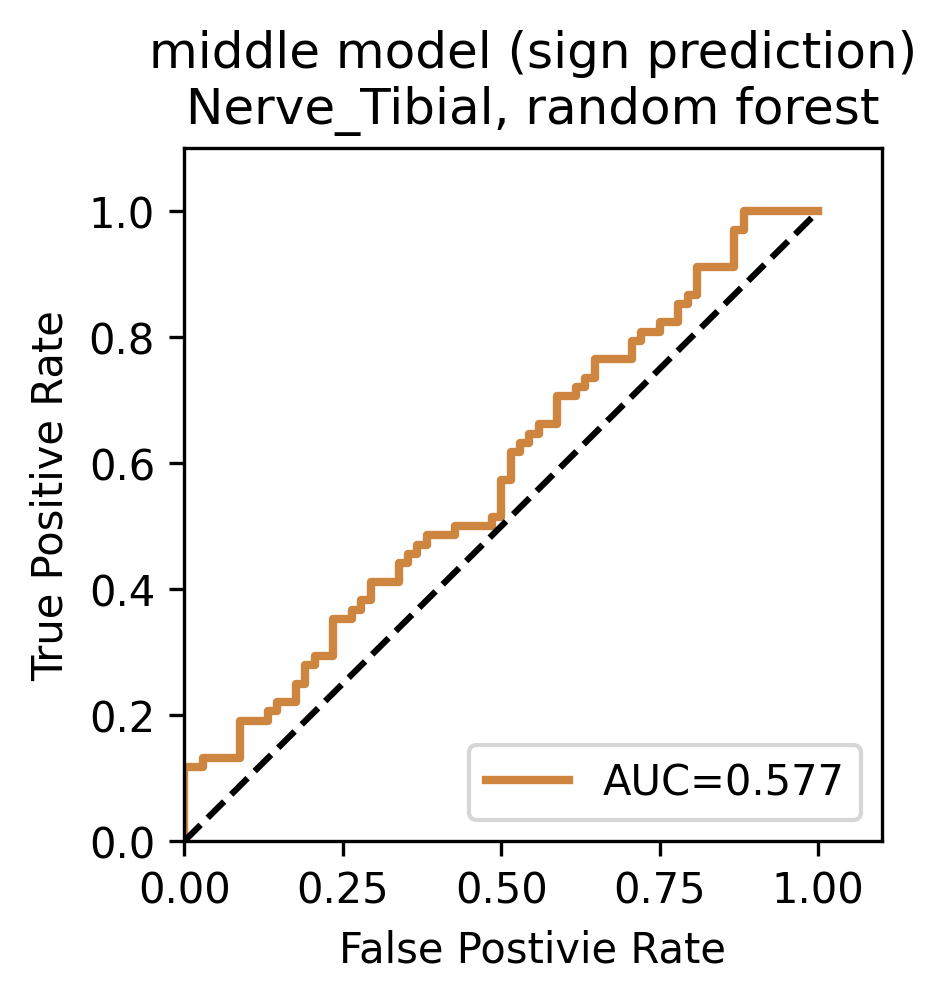 middle model (sign prediction)
Nerve_Tibial, random forest
True Positive Rate
1.0
0.8
0.6
0.4
0.2
0.0
AUC=0.577
0.00 0.25 0.50 0.75 1.00
False Postivie Rate